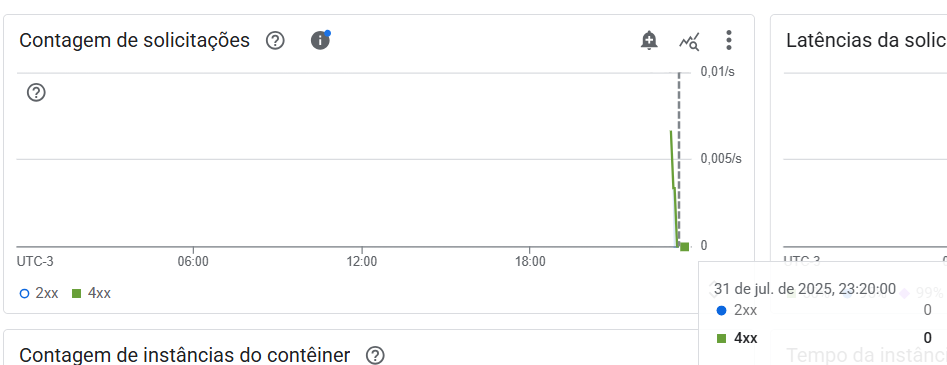 Contagem de solicitações
Latências da solic
0,01/s
0,005/s
0
UTC-3
06:00
12:00
18:00
UTC-3
2xx
4xx
31 de jul. de 2025, 23:20:00
99%
2xx
0
4xx
0
Contagem de instâncias do contêiner
Tempo da instânc